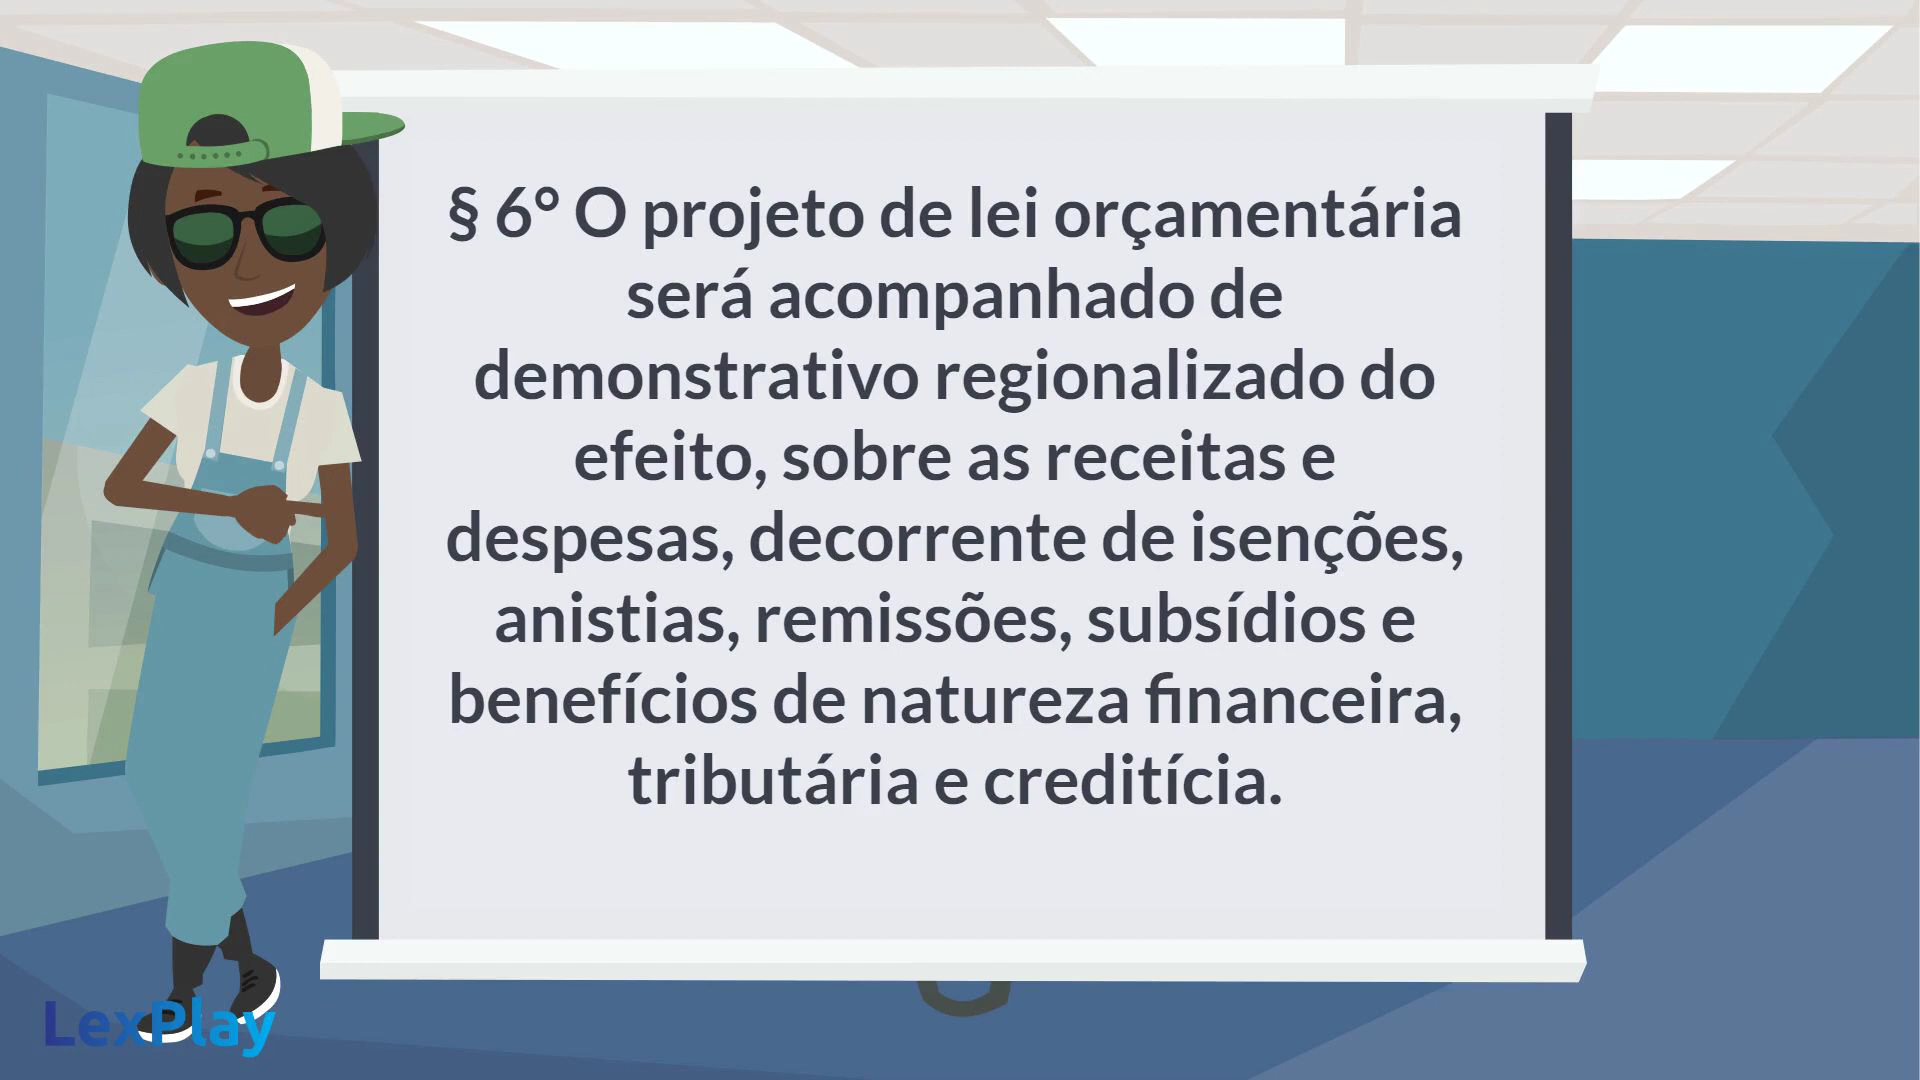 § 6º O projeto de lei orçamentária
será acompanhado de
demonstrativo regionalizado do
efeito, sobre as receitas e
despesas, decorrente de isenções,
anistias, remissões, subsídios e
benefícios de natureza financeira,
tributária e creditícia.
LexPlay